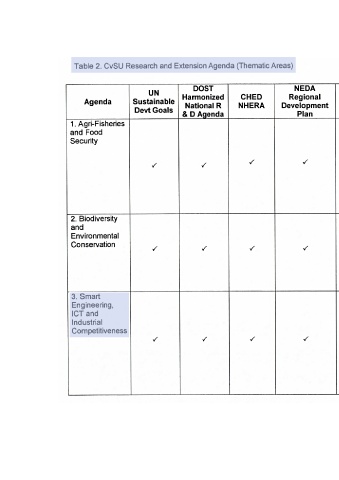 Table 2. CvSU Research and Extension Agenda (Thematic Areas)
Agenda
UN
Sustainable
Devt Goals
DOST
Harmonized
National R
& D Agenda
CHED
NHERA
NEDA
Regional
Development
Plan
1. Agri-Fisheries
and Food
Security
✓ ✓ ✓ ✓
2. Biodiversity
and
Environmental
Conservation
✓ ✓ ✓ ✓
3. Smart
Engineering,
ICT and
Industrial
Competitiveness
✓ ✓ ✓ ✓